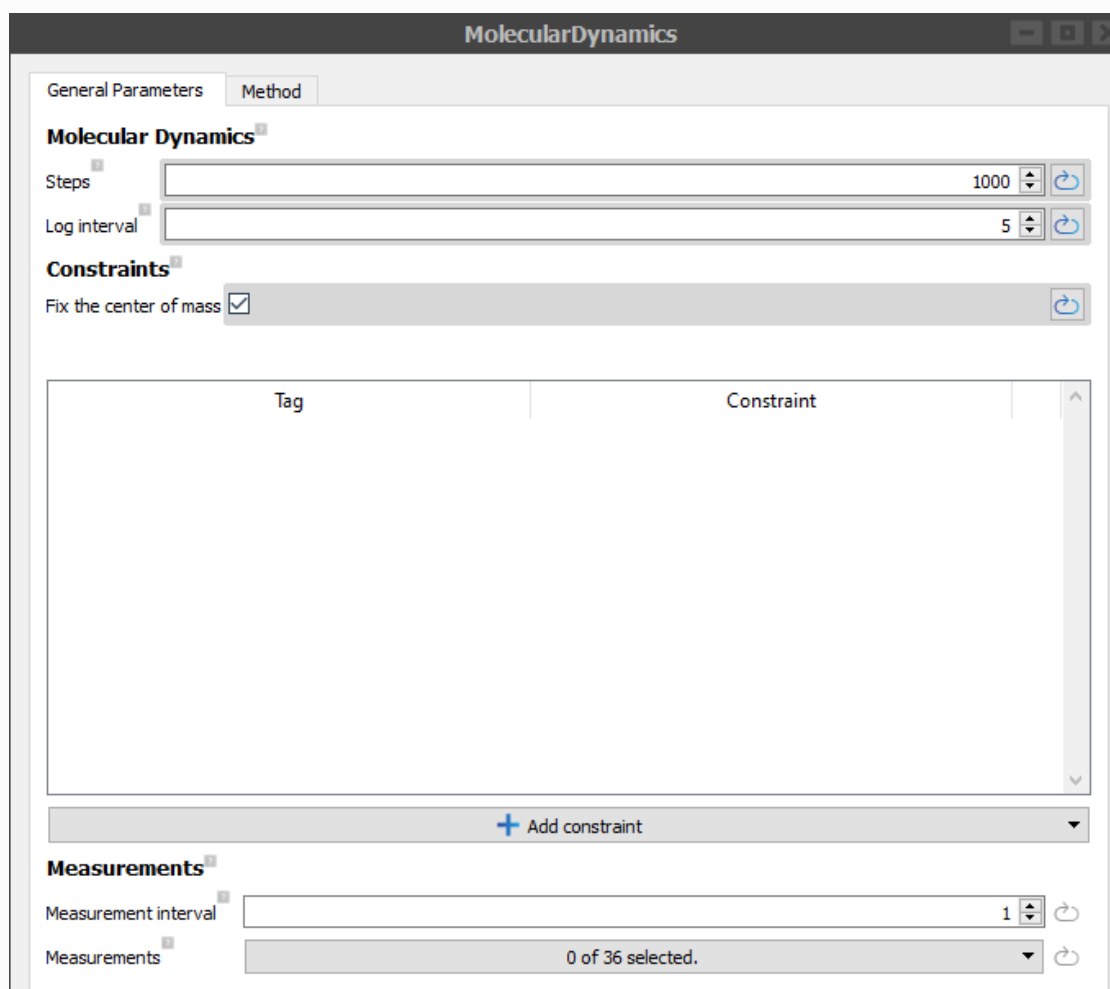 MolecularDynamics
General Parameters Method
Molecular Dynamics ?
Steps ? 1000
Log interval ? 5
Constraints ?
Fix the center of mass
Tag Constraint
Add constraint
Measurements ?
Measurement interval ? 1
Measurements ? 0 of 36 selected.